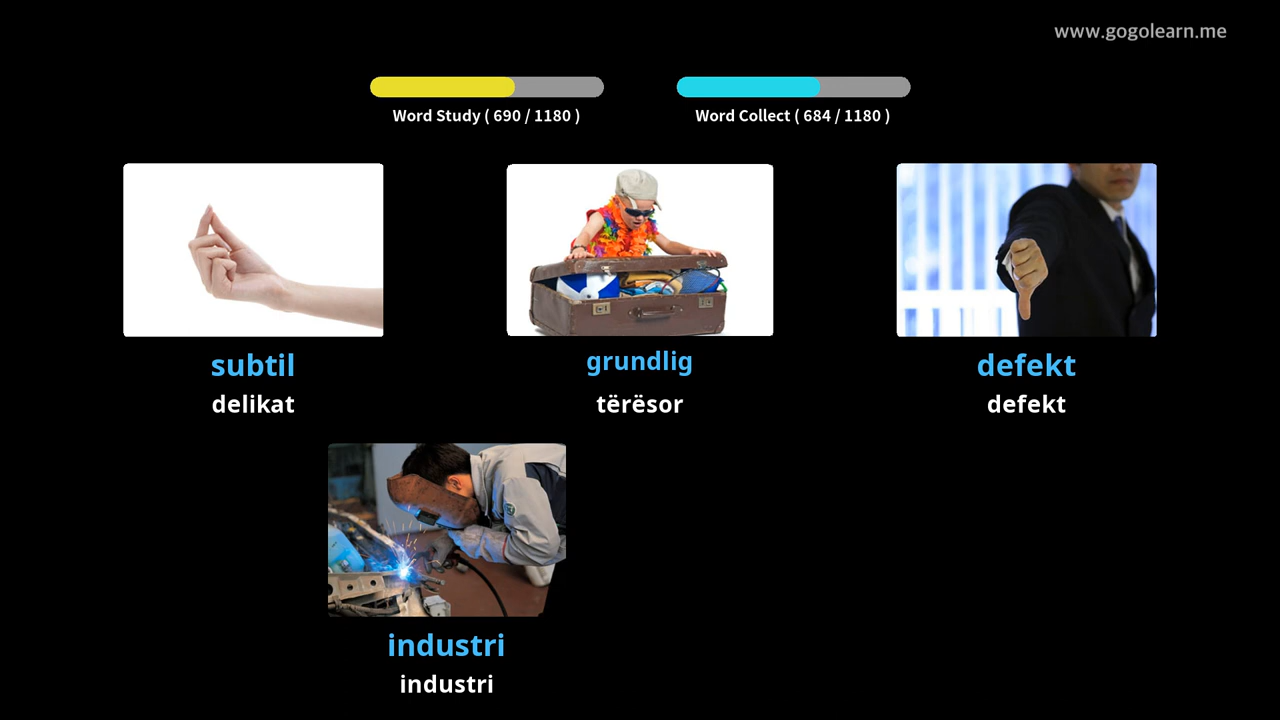 www.gogolearn.me
Word Study ( 690 / 1180 )
Word Collect ( 684 / 1180 )
subtil
delikat
grundlig
tërësor
defekt
defekt
industri
industri